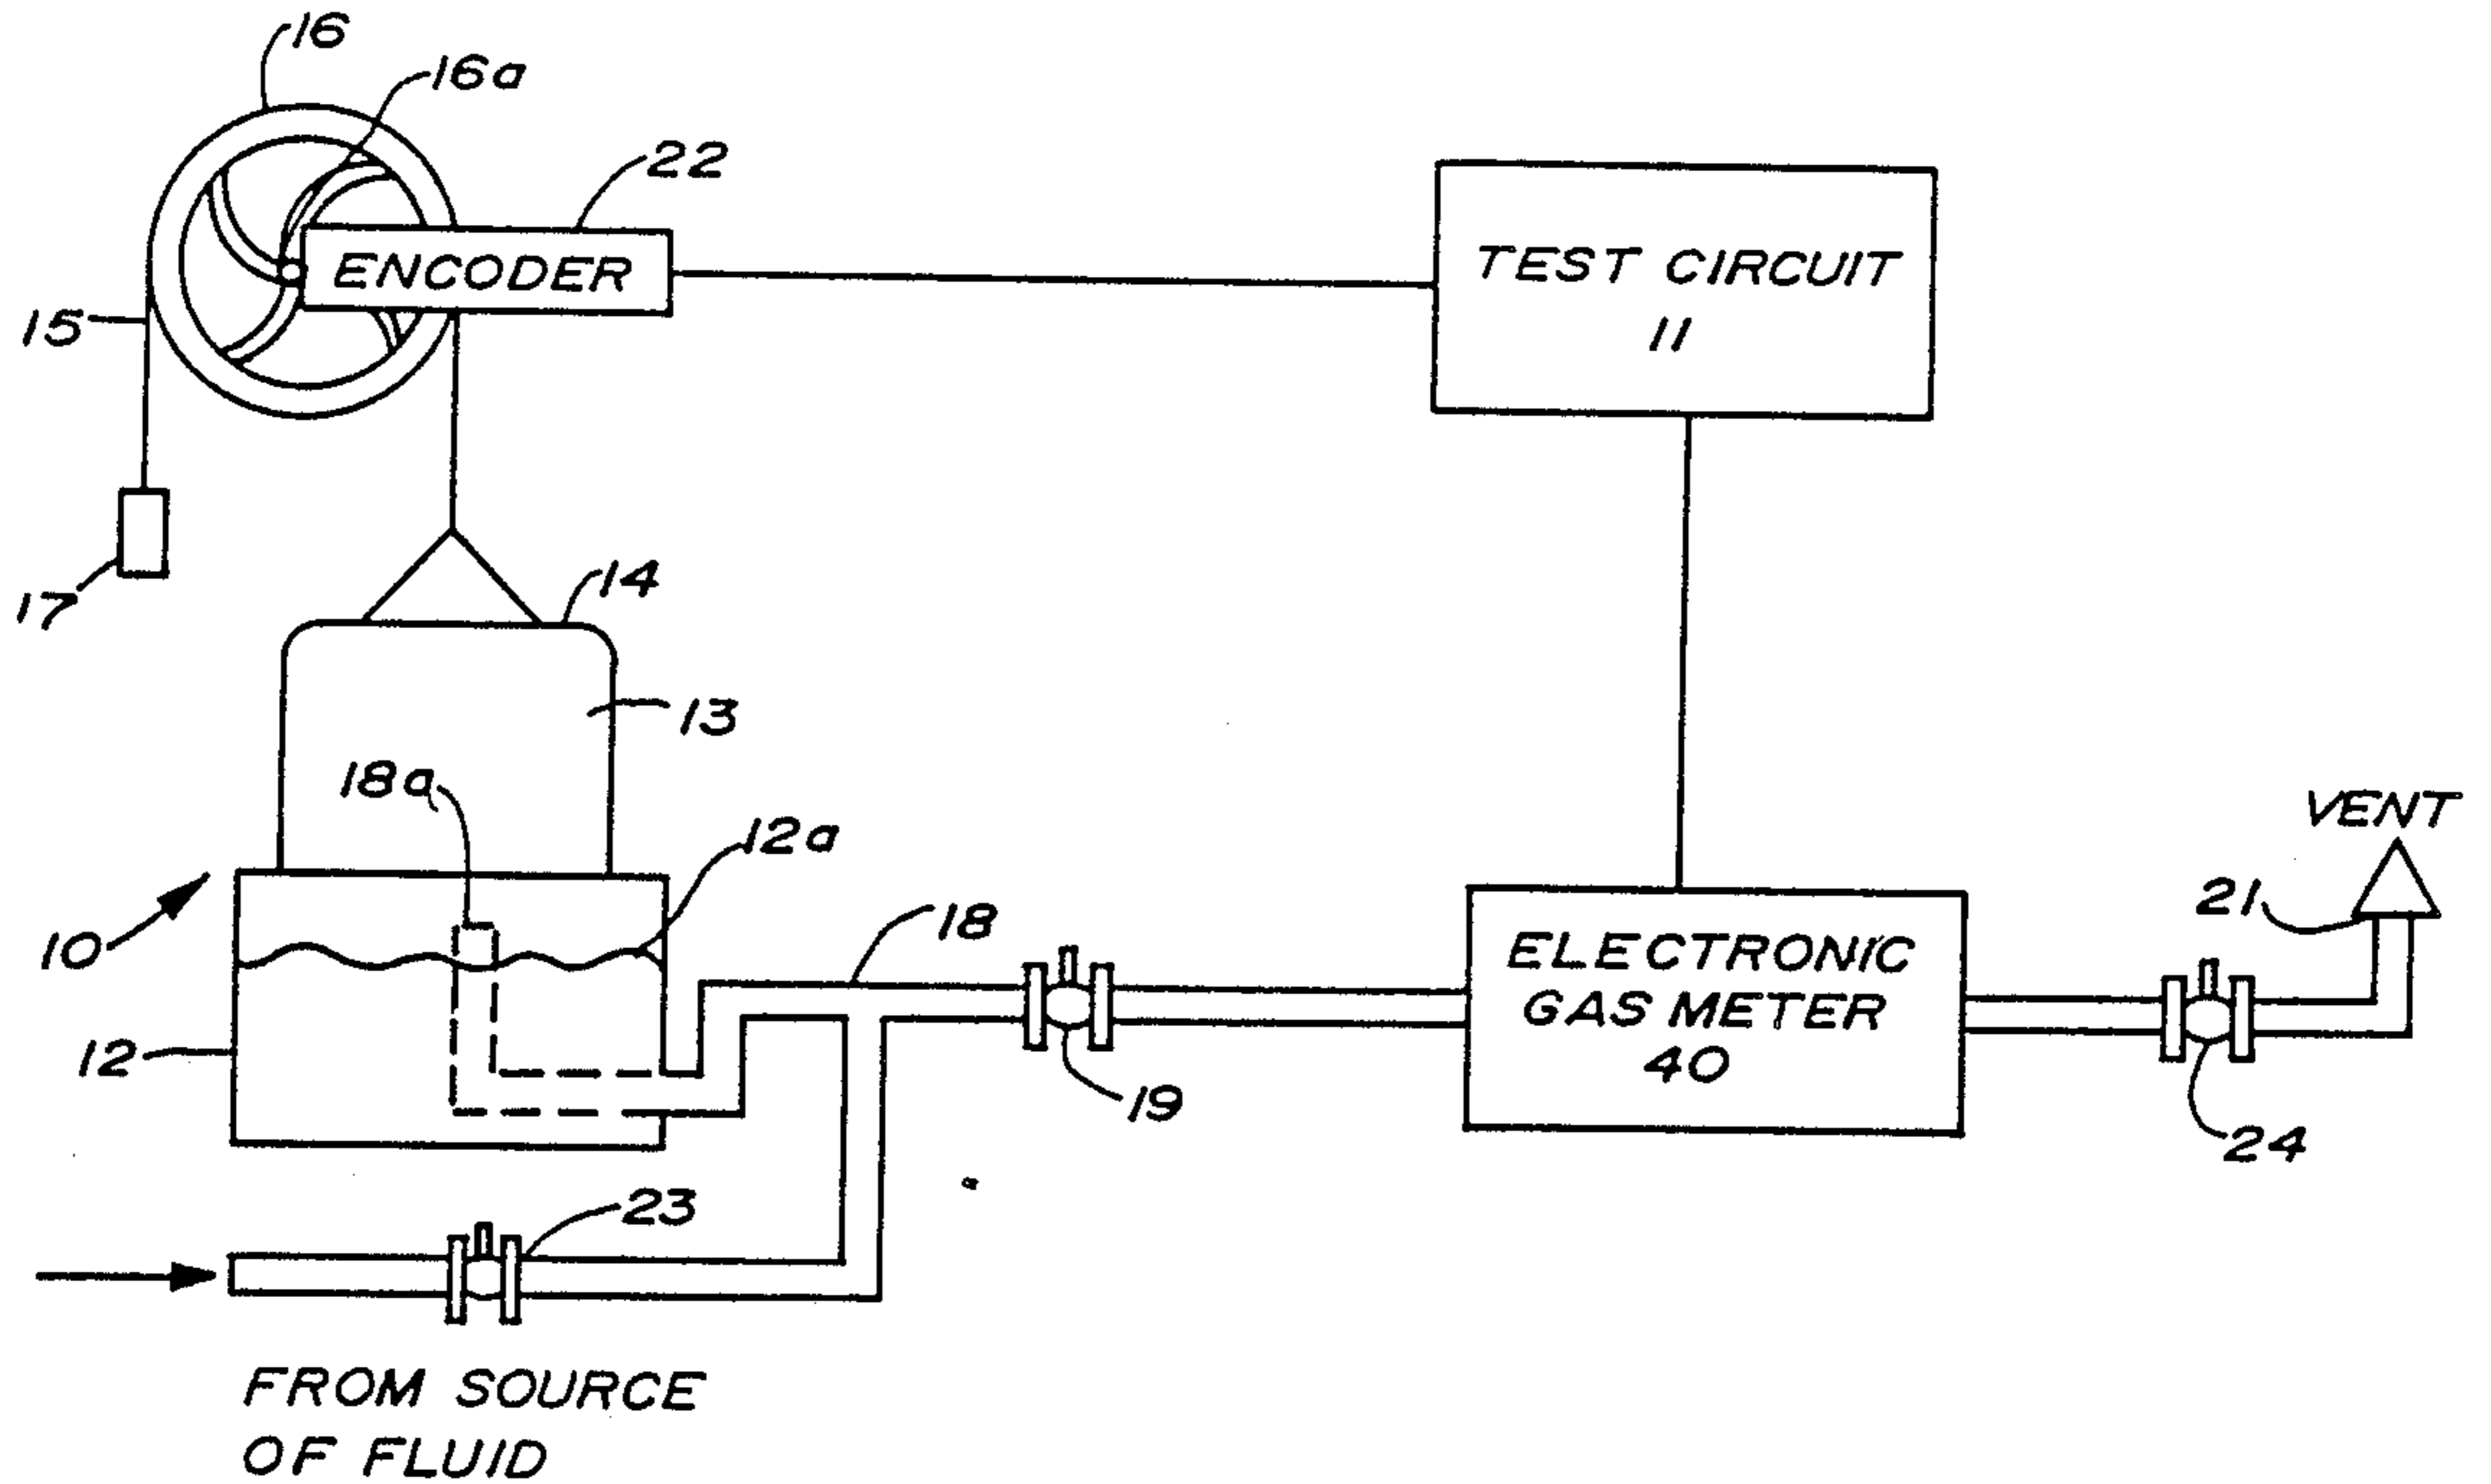 16
16a
22
ENCODER
TEST CIRCUIT
11
15
17
14
13
18a
12a
VENT
21
10
18
ELECTRONIC
GAS METER
40
12
19
24
23
FROM SOURCE
OF FLUID